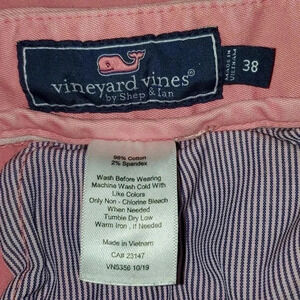 vineyard vines®
by Shep & Ian
MADE IN
VIETNAM
38
98% Cotton
2% Spandex
Wash Before Wearing
Machine Wash Cold With
Like Colors
Only Non - Chlorine Bleach
When Needed
Tumble Dry Low
Warm Iron , If Needed
Made in Vietnam
CA# 23147
VNS356 10/19